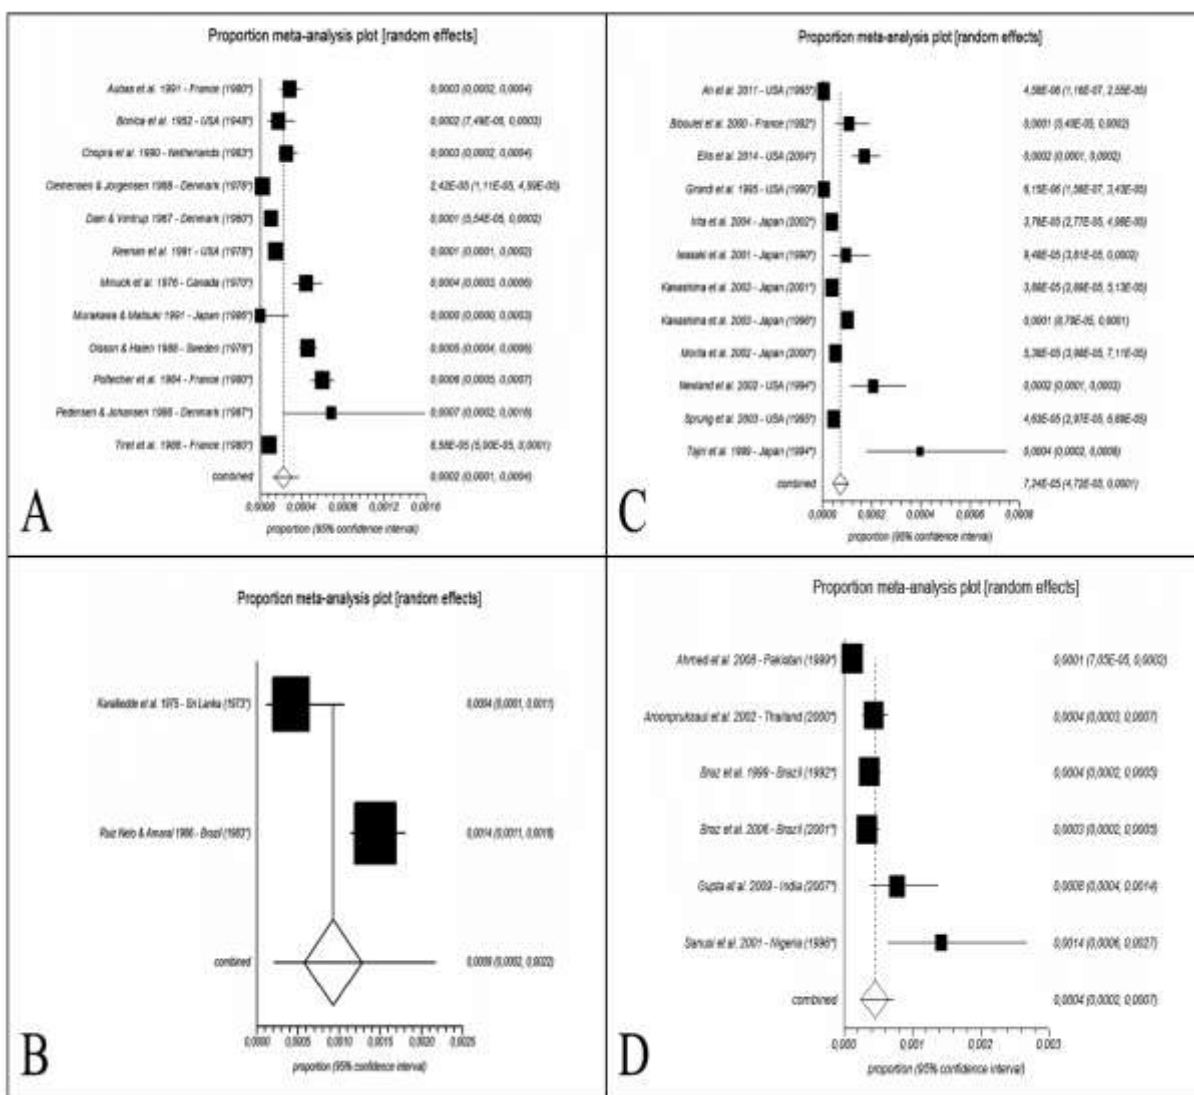 Proportion meta-analysis plot [random effects]
Aubas et al. 1991 - France (1980*) 0,0003 (0,0002, 0,0004)
Bonica et al. 1952 - USA (1948*) 0,0002 (7,49E-05, 0,0003)
Chopra et al. 1990 - Netherlands (1983*) 0,0003 (0,0002, 0,0004)
Clemensen & Jorgensen 1988 - Denmark (1978*) 2,42E-05 (1,11E-05, 4,59E-05)
Dam & Vintrup 1967 - Denmark (1960*) 0,0001 (5,54E-05, 0,0002)
Keenan et al. 1991 - USA (1978*) 0,0001 (0,0001, 0,0002)
Minuck et al. 1976 - Canada (1970*) 0,0004 (0,0003, 0,0006)
Murakawa & Matsuki 1991 - Japan (1986*) 0,0000 (0,0000, 0,0003)
1988 - Sweden (1976*) 0,0005 (0,0004, 0,0006)
1984 - France (1980*) 0,0006 (0,0005, 0,0007)
Pedersen & Johansen - Denmark (1987*) 0,0007 (0,0002, 0,0016)
Tiret et al. 1986 - France (1980*) 6,58E-05 (5,00E-05, 0,0001)
combined 0,0002 (0,0001, 0,0004)
0,0000 0,0004 0,0008 0,0012 0,0016
proportion (95% confidence interval)
A
Proportion meta-analysis plot [random effects]
An et al. 2011 - USA (1995*) 4,58E-06 (1,16E-07, 2,55E-05)
Biboulet et al. 2000 - France (1992*) 0,0001 (5,40E-05, 0,0002)
Ellis et al. 2014 - USA (2004*) 0,0002 (0,0001, 0,0002)
et al. 1995 - USA (1990*) 6,15E-06 (1,56E-07, 3,43E-05)
Irita et al. 2004 - Japan (2002*) 3,76E-05 (2,77E-05, 4,98E-05)
Iwasaki et al. 2001 - Japan (1990*) 9,48E-05 (3,81E-05, 0,0002)
Kawashima et al. 2003 - Japan (2001*) 3,89E-05 (2,89E-05, 5,13E-05)
Kawashima et al. 2003 - Japan (1996*) 0,0001 (8,70E-05, 0,0001)
Morita et al. 2002 - Japan (2000*) 5,36E-05 (3,98E-05, 7,11E-05)
Newland et al. 2002 - USA (1994*) 0,0002 (0,0001, 0,0003)
Sprung et al. 2003 - USA (1995*) 4,63E-05 (2,97E-05, 6,89E-05)
et al. 1999 - Japan (1994*) 0,0004 (0,0002, 0,0008)
combined 7,24E-05 (4,72E-05, 0,0001)
0,0000 0,0002 0,0004 0,0006 0,0008
proportion (95% confidence interval)
C
Proportion meta-analysis plot [random effects]
et al. 1975 - Sri Lanka (1973*) 0,0004 (0,0001, 0,0011)
Ruiz Neto & Amaral 1986 - Brazil (1983*) 0,0014 (0,0011, 0,0018)
combined 0,0009 (0,0002, 0,0022)
0,0000 0,0005 0,0010 0,0015 0,0020 0,0025
proportion (95% confidence interval)
B
Proportion meta-analysis plot [random effects]
Ahmed et al. 2008 - Pakistan (1999*) 0,0001 (7,05E-05, 0,0002)
et al. 2002 - Thailand (2000*) 0,0004 (0,0003, 0,0007)
Braz et al. 1999 - Brazil (1992*) 0,0004 (0,0002, 0,0005)
Braz et al. 2006 - Brazil (2001*) 0,0003 (0,0002, 0,0005)
Gupta et al. 2009 - India (2007*) 0,0008 (0,0004, 0,0014)
Sanusi et al. 2001 - Nigeria (1996*) 0,0014 (0,0006, 0,0027)
combined 0,0004 (0,0002, 0,0007)
0,000 0,001 0,002 0,003
proportion (95% confidence interval)
D